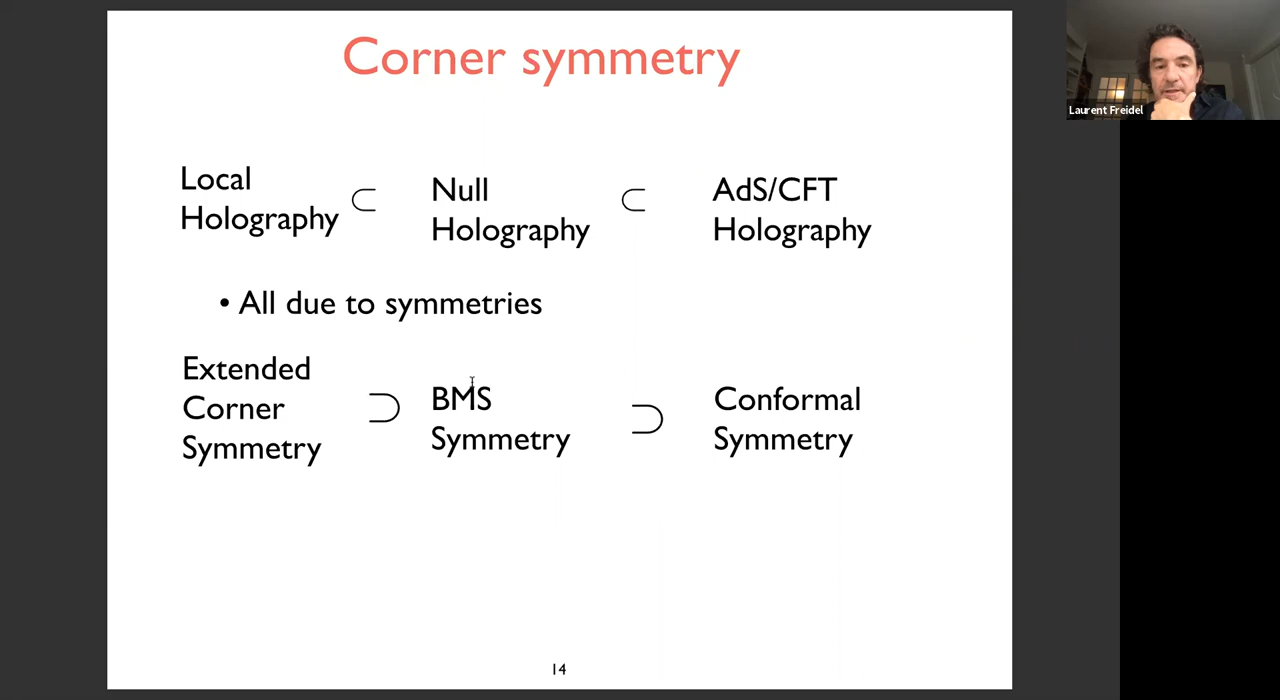 Corner symmetry
Laurent Freidel
Local
Holography
⊂
Null
Holography
⊂
AdS/CFT
Holography
• All due to symmetries
Extended
Corner
Symmetry
⊃
BMS
Symmetry
⊃
Conformal
Symmetry
14